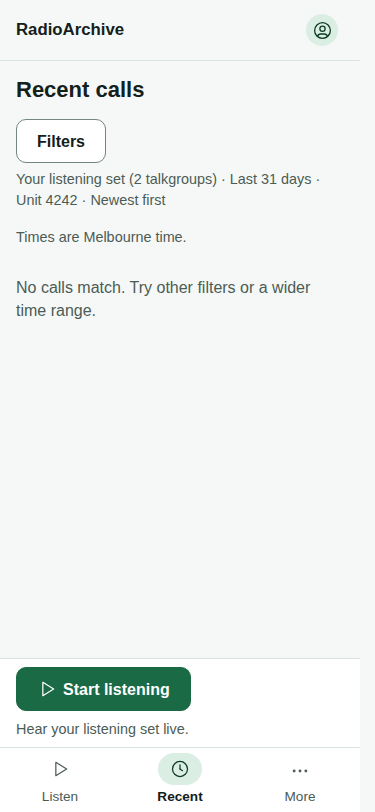 RadioArchive
Recent calls
Filters
Your listening set (2 talkgroups) · Last 31 days ·
Unit 4242 · Newest first
Times are Melbourne time.
No calls match. Try other filters or a wider
time range.
Start listening
Hear your listening set live.
Listen
Recent
More